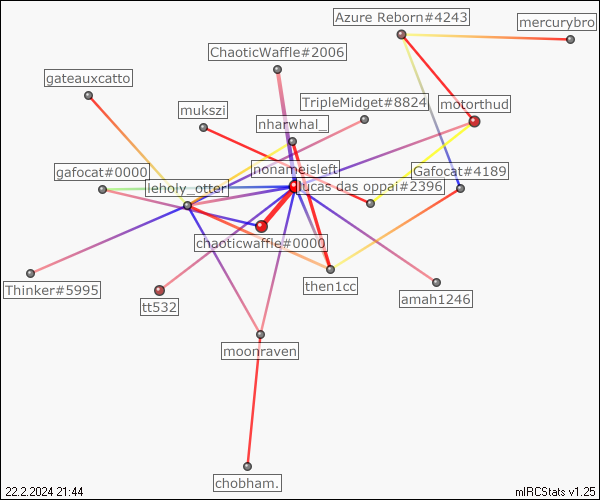 Azure Reborn#4243
mercurybro
ChaoticWaffle#2006
gateauxcatto
mukszi
TripleMidget#8824
motorthud
nharwhal_
gafocat#0000
nonameisleft
Gafocat#4189
leholy_otter
lucas das oppai#2396
chaoticwaffle#0000
Thinker#5995
then1cc
amah1246
tt532
moonraven
chobham.
22.2.2024 21:44
mIRCStats v1.25